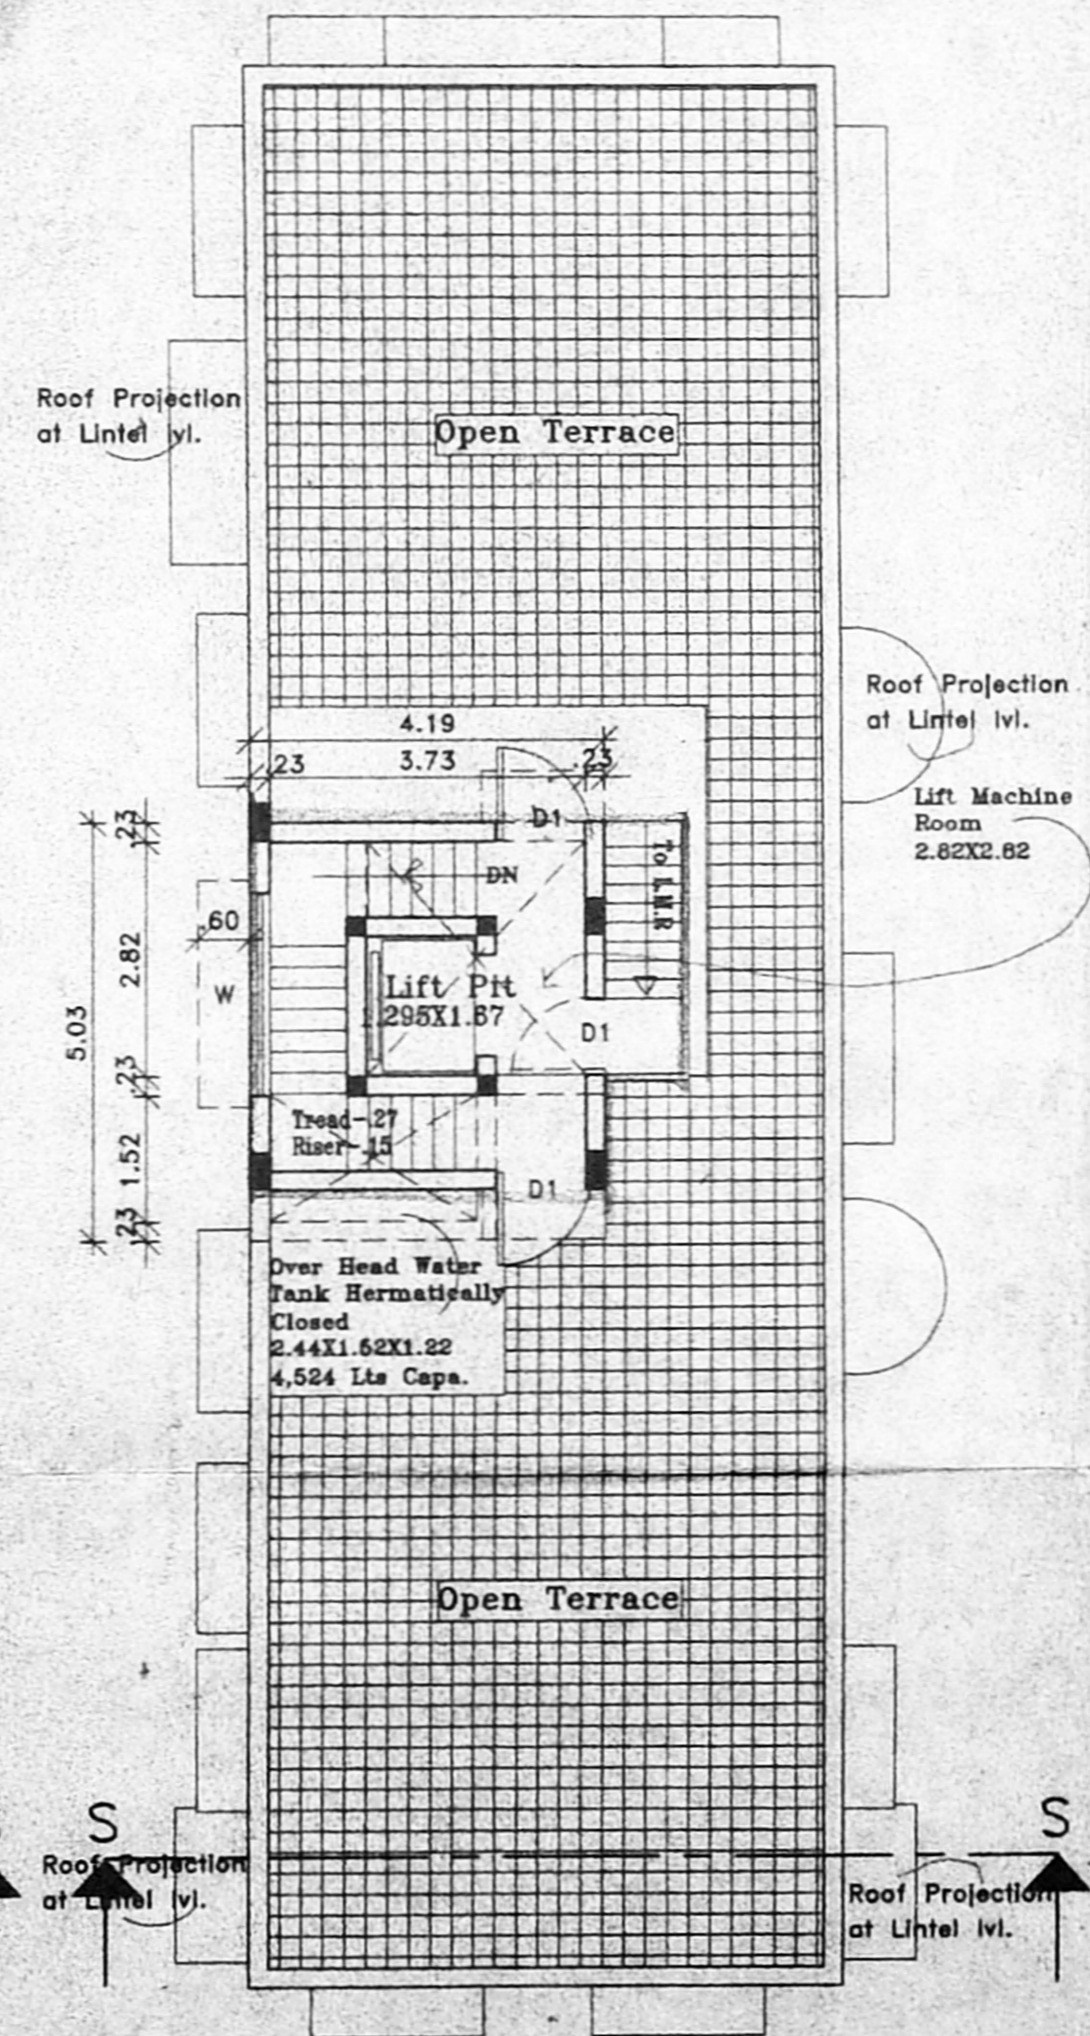 Roof Projection
at Lintel lvl.
Open Terrace
Roof Projection
at Lintel lvl.
4.19
.23
3.73
.23
Lift Machine
Room
2.82X2.82
D1
To L.M.R
DN
.23
.60
2.82
W
Lift Pit
1.295X1.67
D1
5.03
.23
Tread-.27
Riser-.15
1.52
D1
.23
Over Head Water
Tank Hermatically
Closed
2.44X1.52X1.22
4,524 Lts Capa.
Open Terrace
S
S
Roof Projection
at Lintel lvl.
Roof Projection
at Lintel lvl.